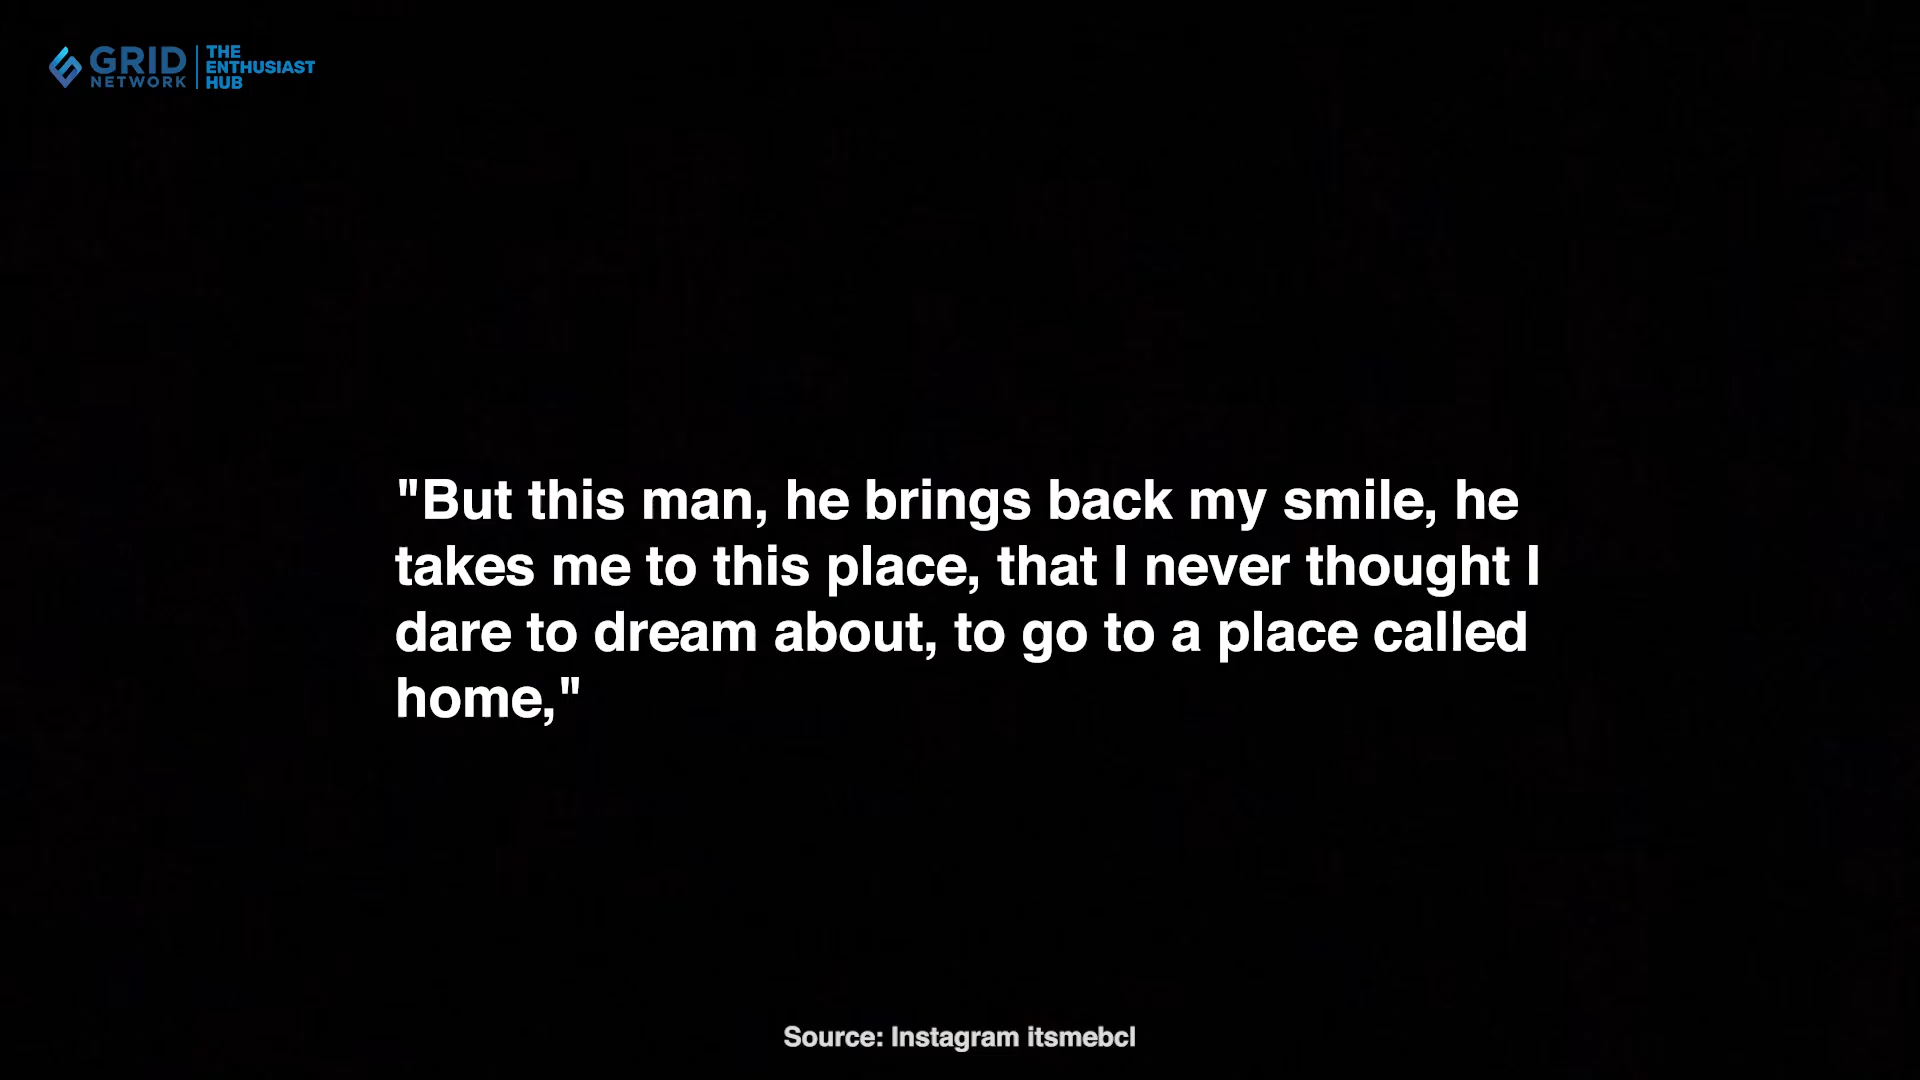 GRID
NETWORK
THE
ENTHUSIAST
HUB
"But this man, he brings back my smile, he
takes me to this place, that I never thought I
dare to dream about, to go to a place called
home,"
Source: Instagram itsmebcl